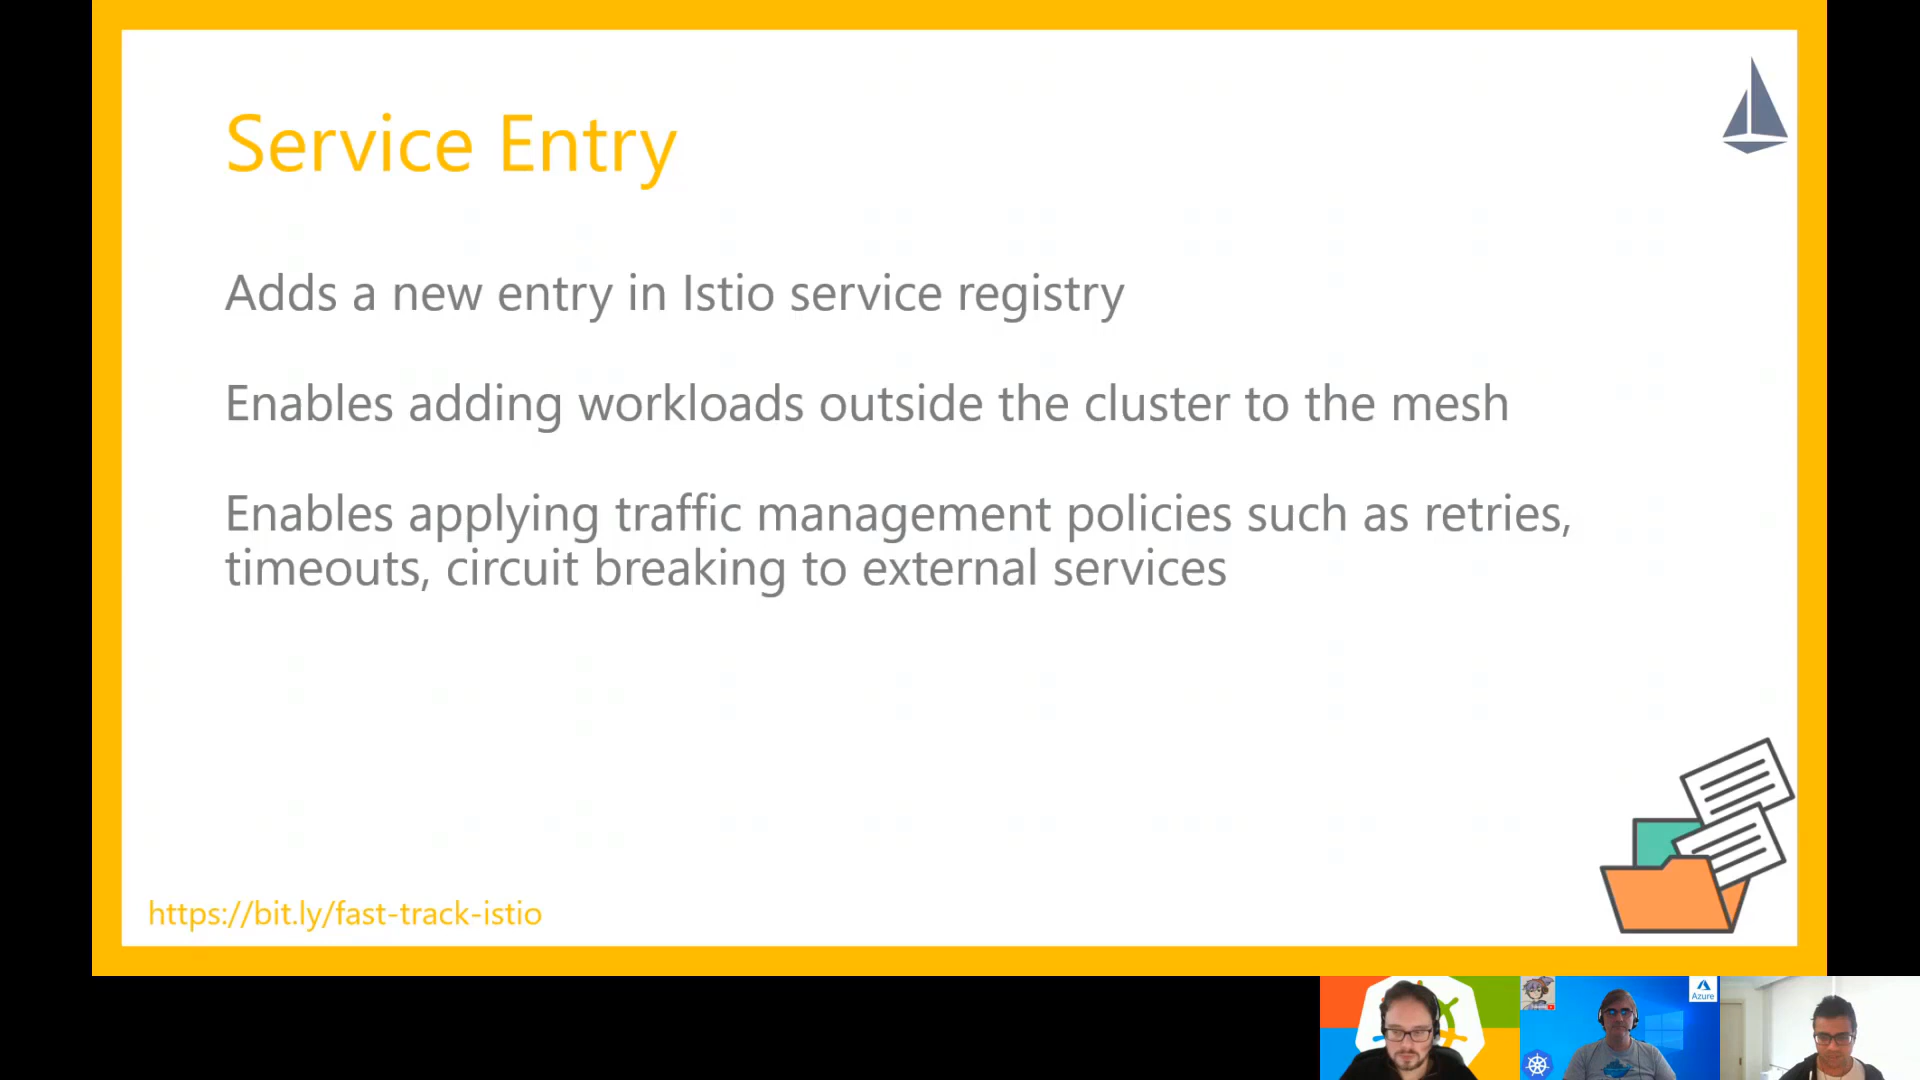 Service Entry
Adds a new entry in Istio service registry
Enables adding workloads outside the cluster to the mesh
Enables applying traffic management policies such as retries,
timeouts, circuit breaking to external services
https://bit.ly/fast-track-istio
Azure